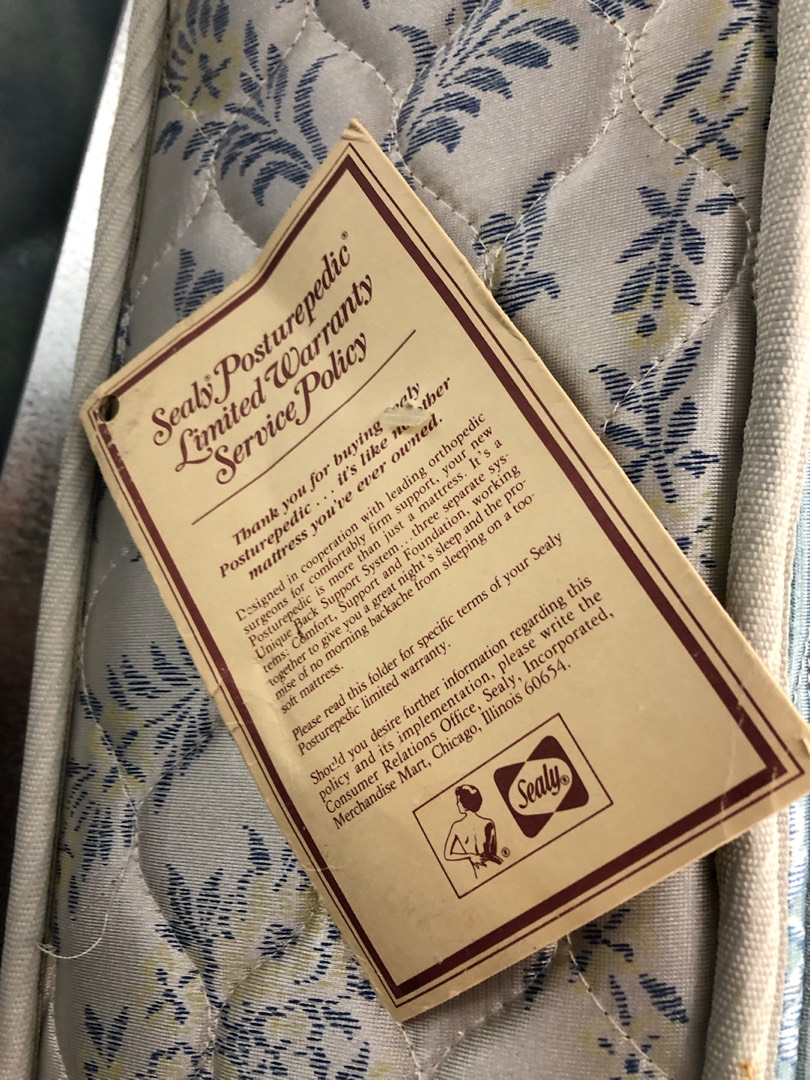 Sealy® Posturepedic®
Limited Warranty
Service Policy
Thank you for buying Sealy
Posturepedic . . . it's like no other
mattress you've ever owned.
Designed in cooperation with leading orthopedic
surgeons for comfortably firm support, your new
Posturepedic is more than just a mattress. It's a
Unique Back Support System... three separate sys-
tems: Comfort, Support and Foundation, working
together to give you a great night's sleep and the pro-
mise of no morning backache from sleeping on a too-
soft mattress.
Please read this folder for specific terms of your Sealy
Posturepedic limited warranty.
Should you desire further information regarding this
policy and its implementation, please write the
Consumer Relations Office, Sealy, Incorporated,
Merchandise Mart, Chicago, Illinois 60654.
®
Sealy®